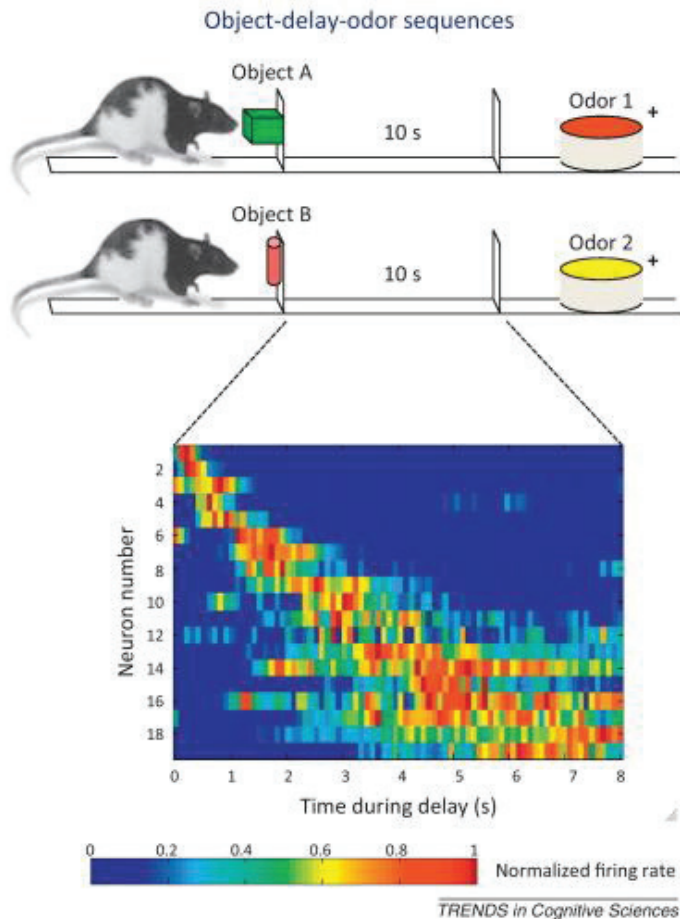 Object-delay-odor sequences
Object A
Odor 1
+
10 s
Object B
Odor 2
+
10 s
Neuron number
2
4
6
8
10
12
14
16
18
0 1 2 3 4 5 6 7 8
Time during delay (s)
0 0.2 0.4 0.6 0.8 1
Normalized firing rate
TRENDS in Cognitive Sciences